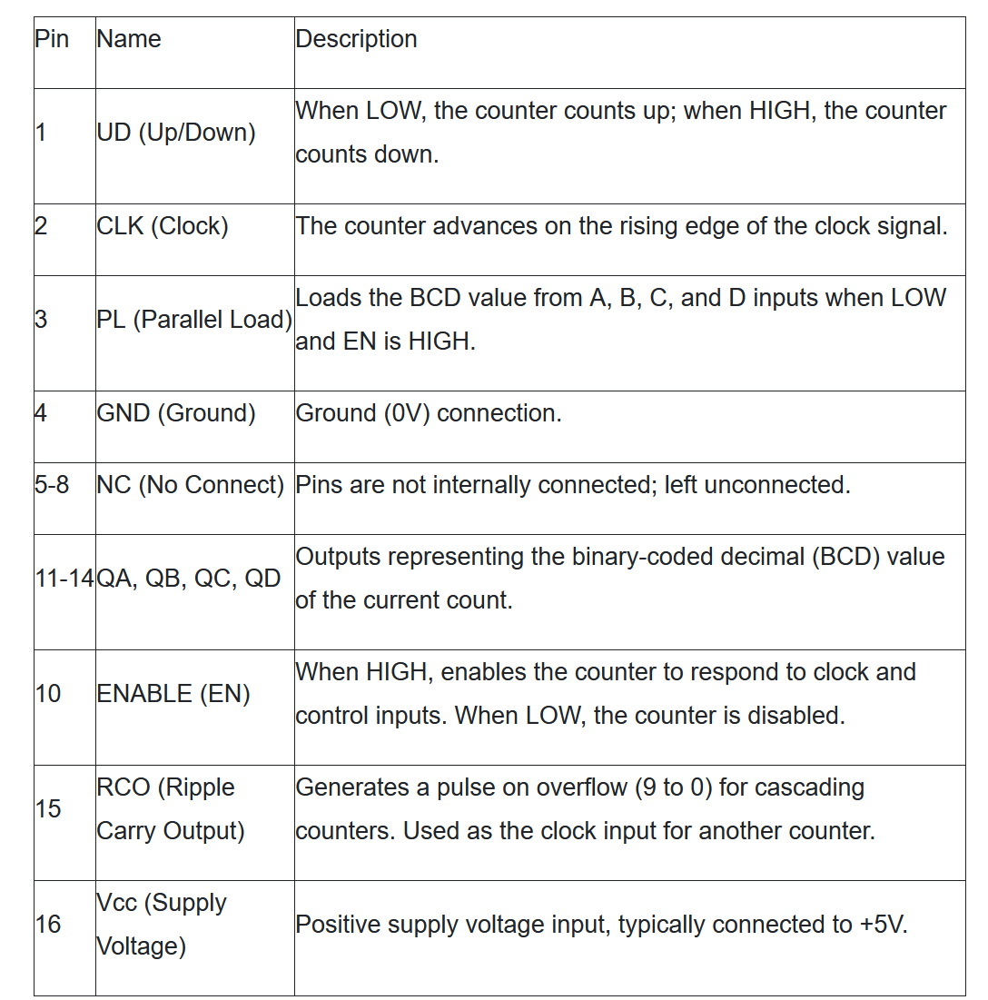 Pin Name Description
1 UD (Up/Down) When LOW, the counter counts up; when HIGH, the counter
counts down.
2 CLK (Clock) The counter advances on the rising edge of the clock signal.
3 PL (Parallel Load) Loads the BCD value from A, B, C, and D inputs when LOW
and EN is HIGH.
4 GND (Ground) Ground (0V) connection.
5-8 NC (No Connect) Pins are not internally connected; left unconnected.
11-14 QA, QB, QC, QD Outputs representing the binary-coded decimal (BCD) value
of the current count.
10 ENABLE (EN) When HIGH, enables the counter to respond to clock and
control inputs. When LOW, the counter is disabled.
15 RCO (Ripple
Carry Output) Generates a pulse on overflow (9 to 0) for cascading
counters. Used as the clock input for another counter.
16 Vcc (Supply
Voltage) Positive supply voltage input, typically connected to +5V.